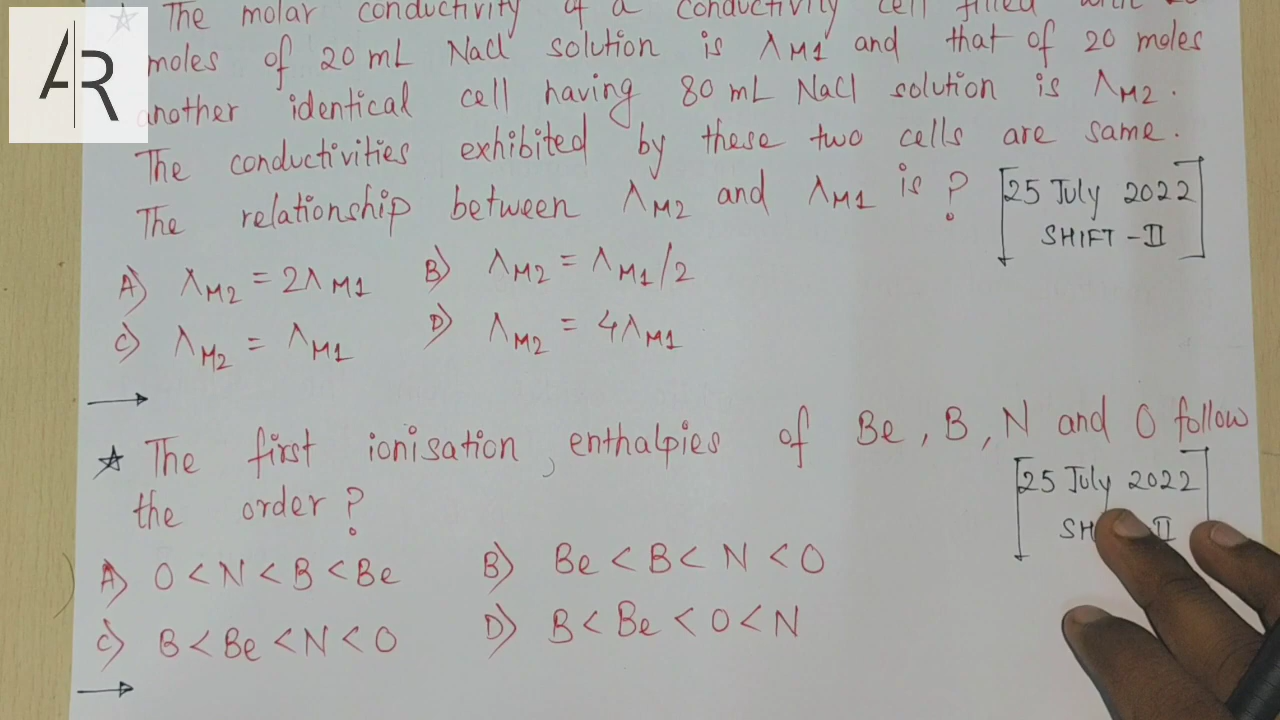 AR
☆ The molar conductivity of a conductivity cell filled with
moles of 20 mL Nacl solution is λM1 and that of 20 moles
another identical cell having 80 mL Nacl solution is λM2.
The conductivities exhibited by these two cells are same.
The relationship between λM2 and λM1 is ?
[25 July 2022
SHIFT-II]
A) λM2 = 2λM1 B) λM2 = λM1/2
C) λM2 = λM1 D) λM2 = 4λM1
→
☆ The first ionisation, enthalpies of Be, B, N and O follow
the order ?
[25 July 2022]
II
A) O < N < B < Be B) Be < B < N < O
C) B < Be < N < O D) B < Be < O < N
→